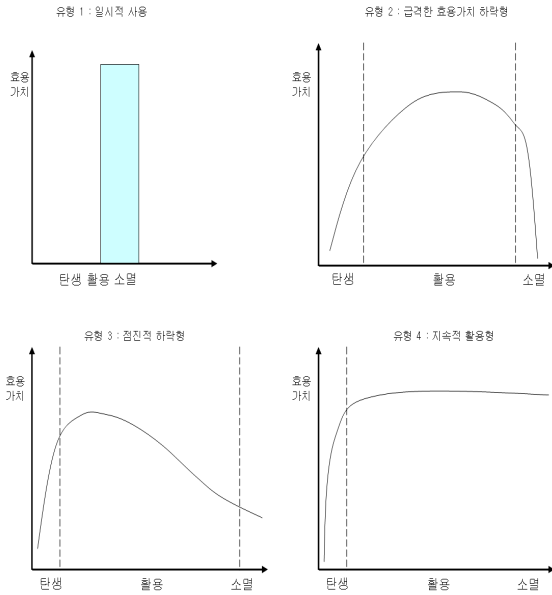 유형 1 : 일시적 사용
효용
가치
탄생 활용 소멸
유형 2 : 급격한 효용가치 하락형
효용
가치
탄생 활용 소멸
유형 3 : 점진적 하락형
효용
가치
탄생 활용 소멸
유형 4 : 지속적 활용형
효용
가치
탄생 활용 소멸